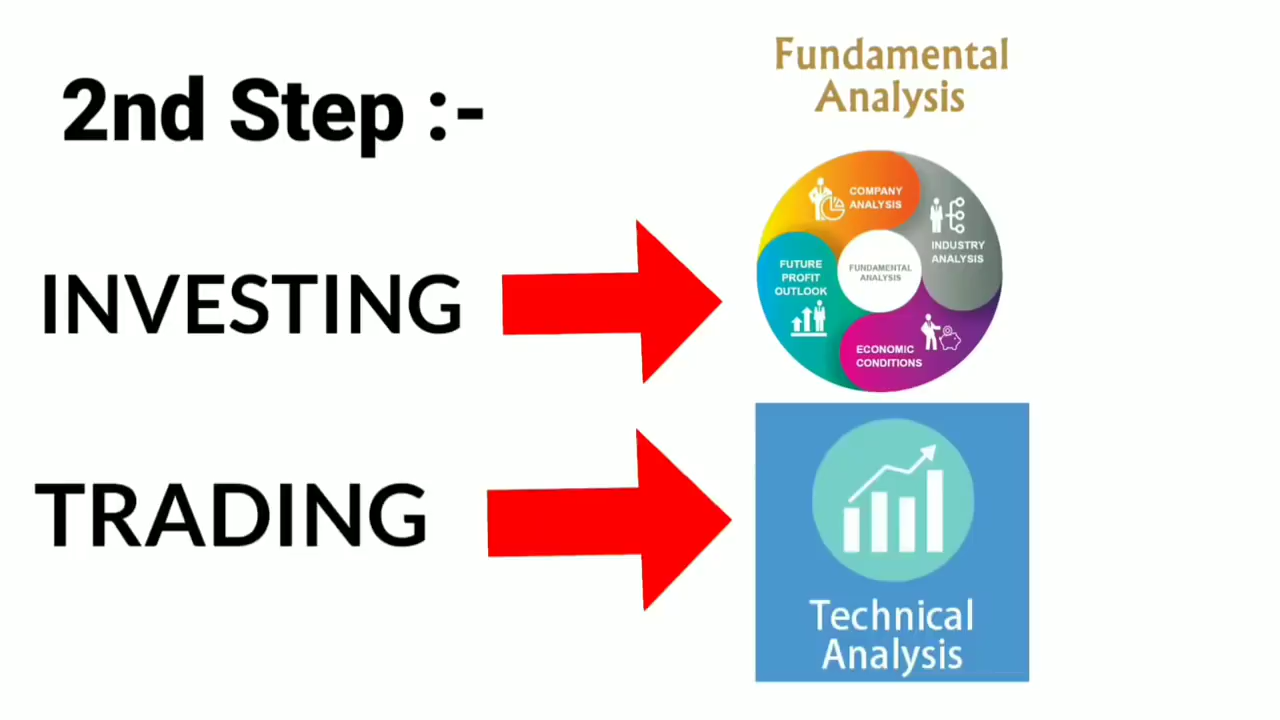 2nd Step :-
Fundamental
Analysis
INVESTING
COMPANY
ANALYSIS
INDUSTRY
ANALYSIS
FUTURE
PROFIT
OUTLOOK
FUNDAMENTAL
ANALYSIS
ECONOMIC
CONDITIONS
TRADING
Technical
Analysis